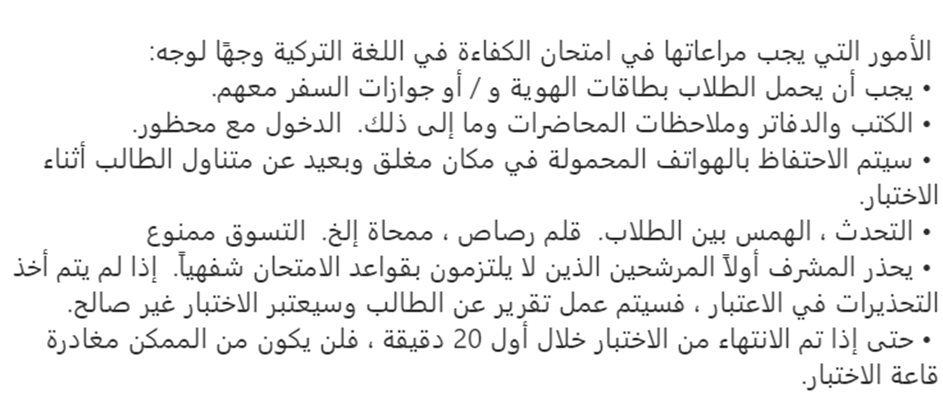 الأمور التي يجب مراعاتها في امتحان الكفاءة في اللغة التركية وجهًا لوجه:
• يجب أن يحمل الطلاب بطاقات الهوية و / أو جوازات السفر معهم.
• الكتب والدفاتر وملاحظات المحاضرات وما إلى ذلك. الدخول مع محظور.
• سيتم الاحتفاظ بالهواتف المحمولة في مكان مغلق وبعيد عن متناول الطالب أثناء
الاختبار.
• التحدث ، الهمس بين الطلاب. قلم رصاص ، ممحاة إلخ. التسوق ممنوع
• يحذر المشرف أولاً المرشحين الذين لا يلتزمون بقواعد الامتحان شفهياً. إذا لم يتم أخذ
التحذيرات في الاعتبار ، فسيتم عمل تقرير عن الطالب وسيعتبر الاختبار غير صالح.
• حتى إذا تم الانتهاء من الاختبار خلال أول 20 دقيقة ، فلن يكون من الممكن مغادرة
قاعة الاختبار.